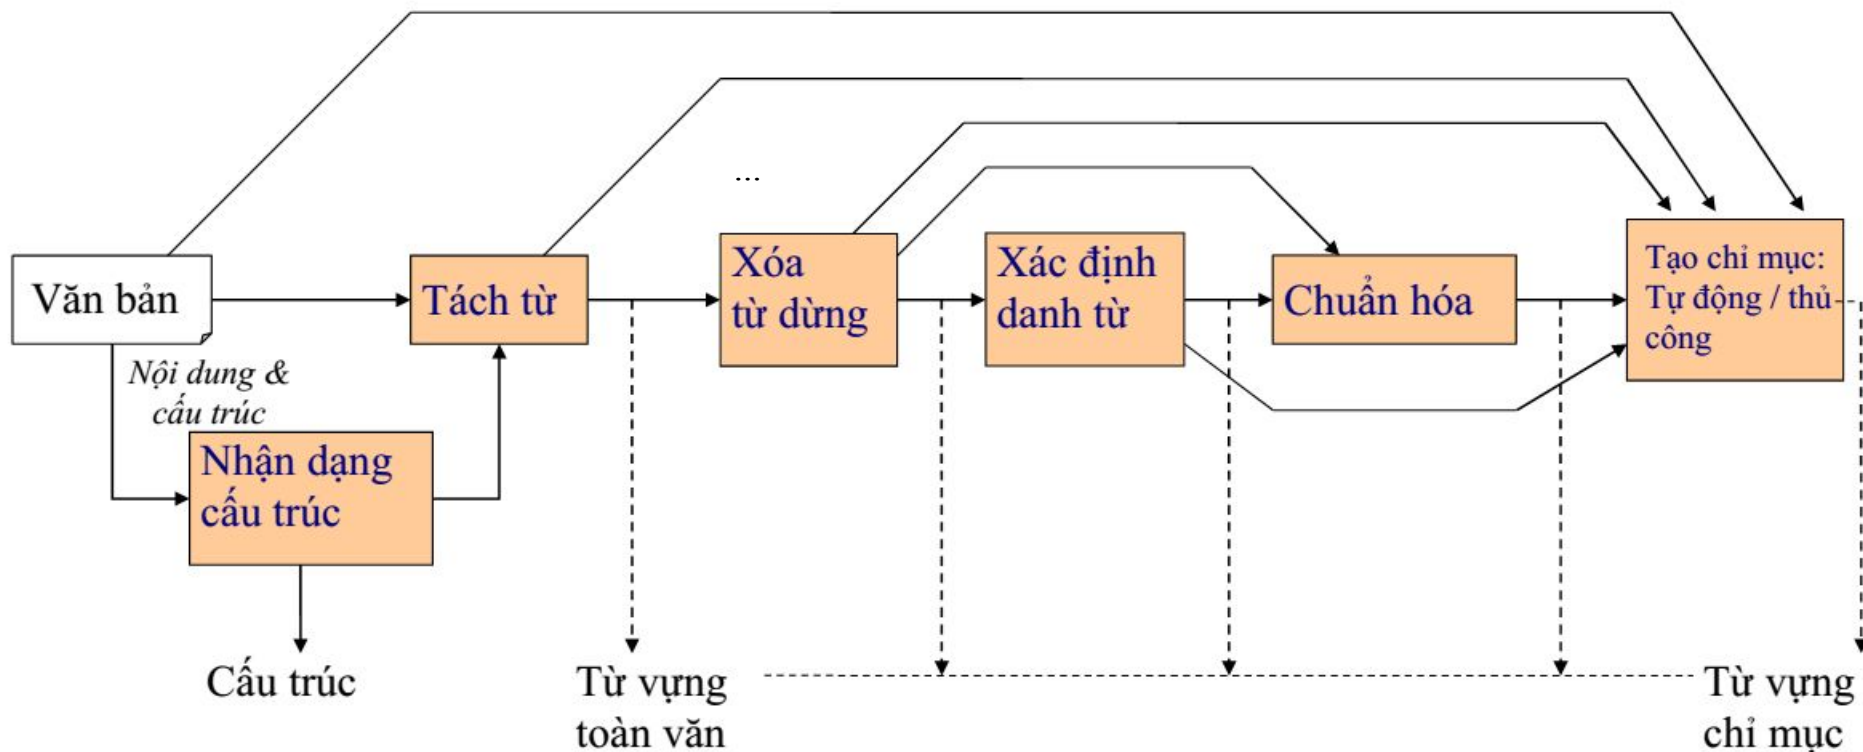 ...
Văn bản
Tách từ
Xóa
từ dừng
Xác định
danh từ
Chuẩn hóa
Tạo chỉ mục:
Tự động / thủ
công
Nội dung &
cấu trúc
Nhận dạng
cấu trúc
Cấu trúc
Từ vựng
toàn văn
Từ vựng
chỉ mục